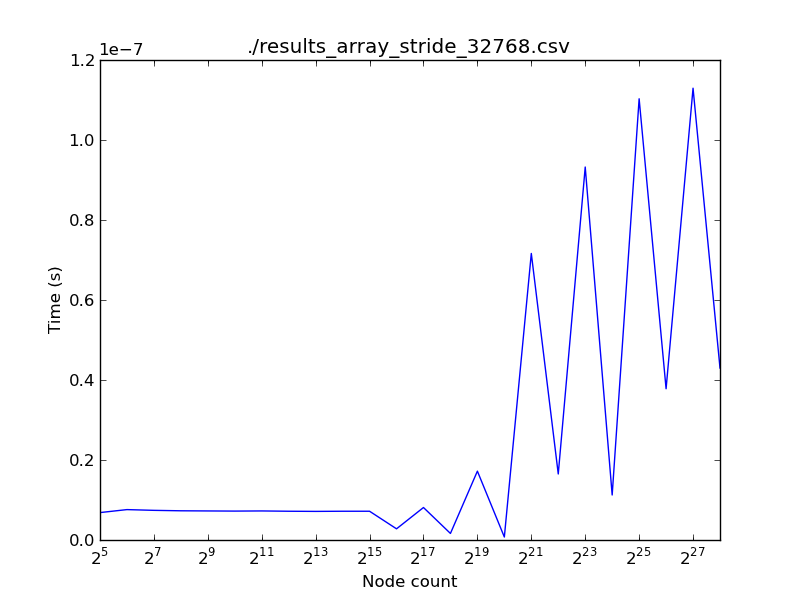 ./results_array_stride_32768.csv
1e−7
1.2
1.0
0.8
0.6
0.4
0.2
0.0
Time (s)
2^5 2^7 2^9 2^11 2^13 2^15 2^17 2^19 2^21 2^23 2^25 2^27
Node count